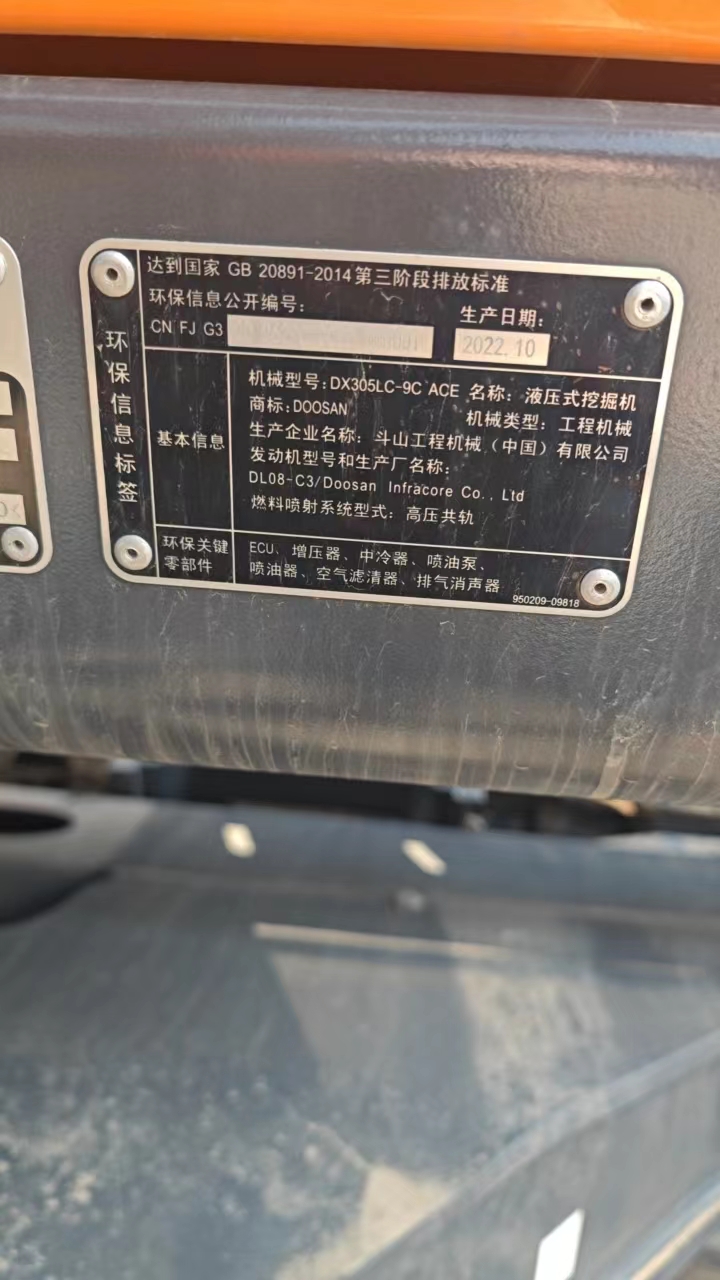 达到国家 GB 20891-2014第三阶段排放标准
环保信息公开编号:
生产日期:
CN FJ G3
2022.10
环保信息标签
基本信息
机械型号:DX305LC-9C ACE 名称: 液压式挖掘机
商标:DOOSAN 机械类型: 工程机械
生产企业名称: 斗山工程机械（中国）有限公司
发动机型号和生产厂名称:
DL08-C3/Doosan Infracore Co., Ltd
燃料喷射系统型式: 高压共轨
环保关键
零部件
ECU、增压器、中冷器、喷油泵、
喷油器、空气滤清器、排气消声器
950209-09818